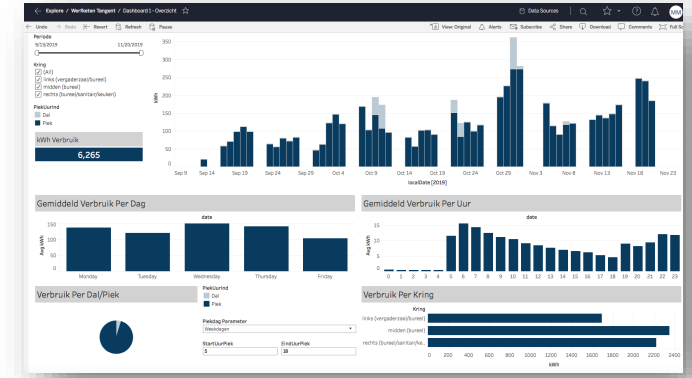 Explore / Werfketen Tangent / Dashboard 1 - Overzicht
Data Sources
MM
Undo Redo Revert Refresh Pause
View: Original Alerts Subscribe Share Download Comments Full Sc
Periode
9/13/2019 11/20/2019
Kring
(All)
links (vergaderzaal/bureel)
midden (bureel)
rechts (bureel/sanitair/keuken)
PiekUurind
Dal
Piek
kWh Verbruik
6,265
kWh
350
300
250
200
150
100
50
0
Sep 9 Sep 14 Sep 19 Sep 24 Sep 29 Oct 4 Oct 9 Oct 14 Oct 19 Oct 24 Oct 29 Nov 3 Nov 8 Nov 13 Nov 18 Nov 23
localDate [2019]
Gemiddeld Verbruik Per Dag
date
Avg kWh
150
100
50
0
Monday Tuesday Wednesday Thursday Friday
Gemiddeld Verbruik Per Uur
date
Avg kWh
15
10
5
0
0 1 2 3 4 5 6 7 8 9 10 11 12 13 14 15 16 17 18 19 20 21 22 23
Verbruik Per Dal/Piek
PiekUurind
Dal
Piek
Piekdag Parameter
Weekdagen
StartUurPiek EindUurPiek
5 18
Verbruik Per Kring
Kring
links (vergaderzaal/bureel)
midden (bureel)
rechts (bureel/sanitair/ke..
0 200 400 600 800 1000 1200 1400 1600 1800 2000 2200 2400
kWh